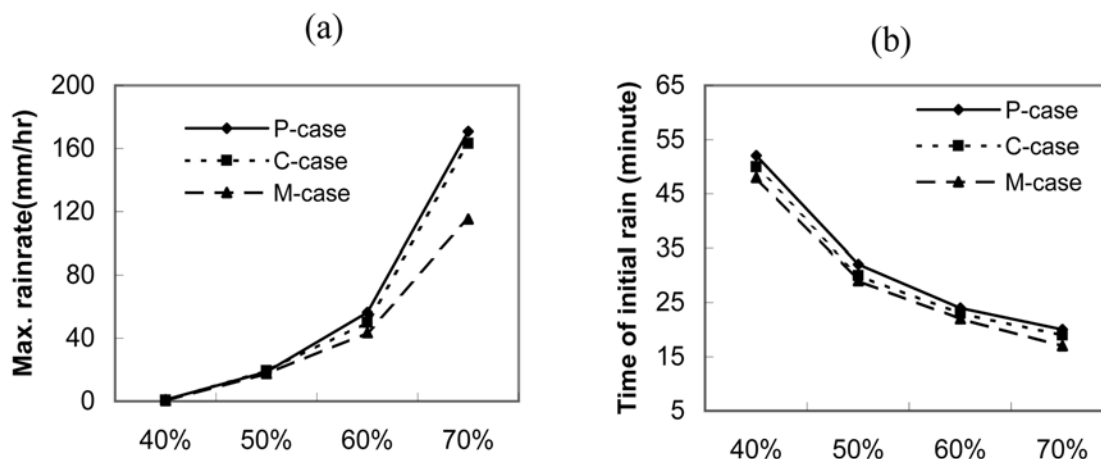 (a)
Max. rainrate(mm/hr)
200
160
120
80
40
0
P-case
C-case
M-case
40% 50% 60% 70%
(b)
Time of initial rain (minute)
65
55
45
35
25
15
5
P-case
C-case
M-case
40% 50% 60% 70%